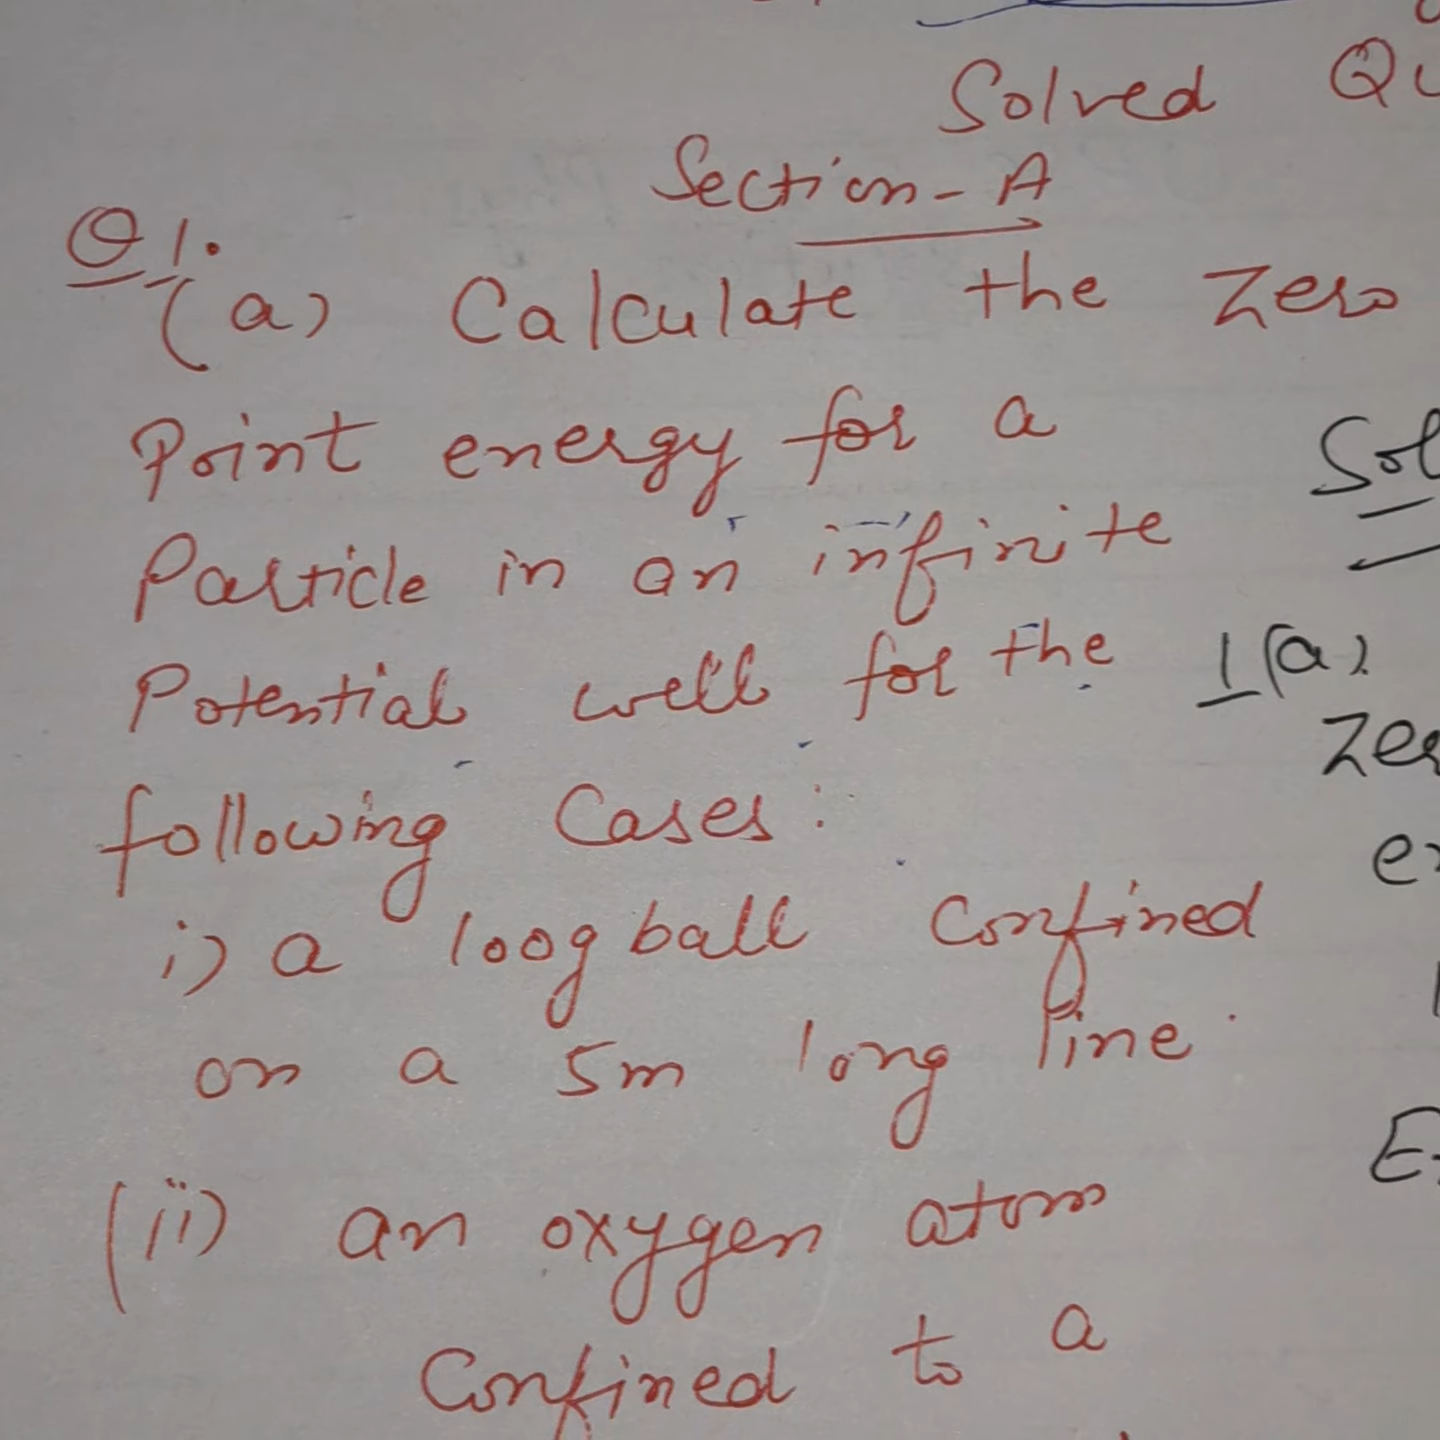 Solved
Section - A
Q1.
(a) Calculate the Zero
Point energy for a
Particle in an infinite
Potential well for the
following Cases:
i) a 100g ball confined
on a 5m long line.
(ii) an oxygen atom
Confined to a
Sol
1(a).